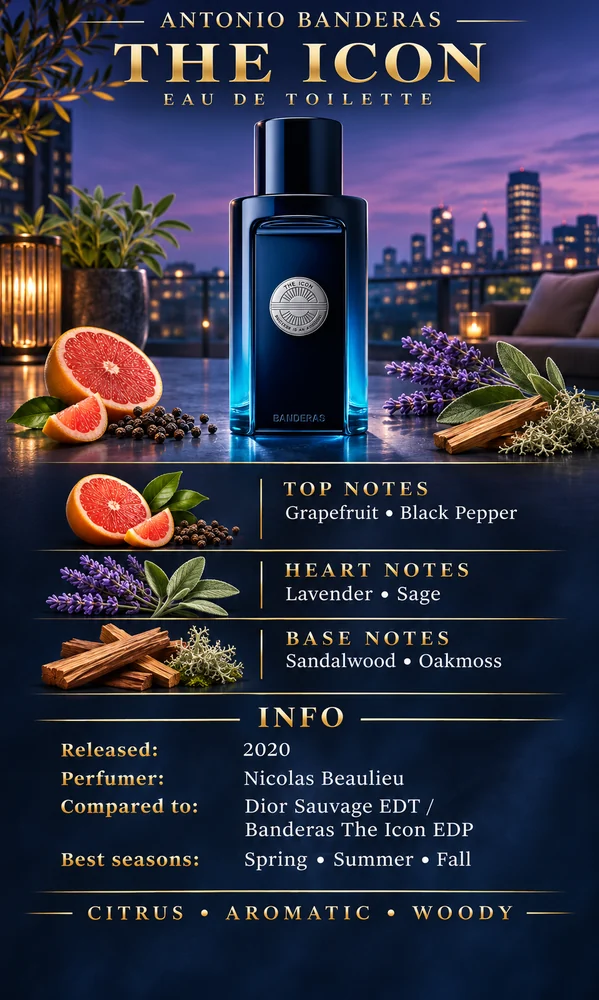 ANTONIO BANDERAS
THE ICON
EAU DE TOILETTE
THE ICON
BANDERAS
TOP NOTES
Grapefruit • Black Pepper
HEART NOTES
Lavender • Sage
BASE NOTES
Sandalwood • Oakmoss
INFO
Released: 2020
Perfumer: Nicolas Beaulieu
Compared to: Dior Sauvage EDT /
Banderas The Icon EDP
Best seasons: Spring • Summer • Fall
CITRUS • AROMATIC • WOODY